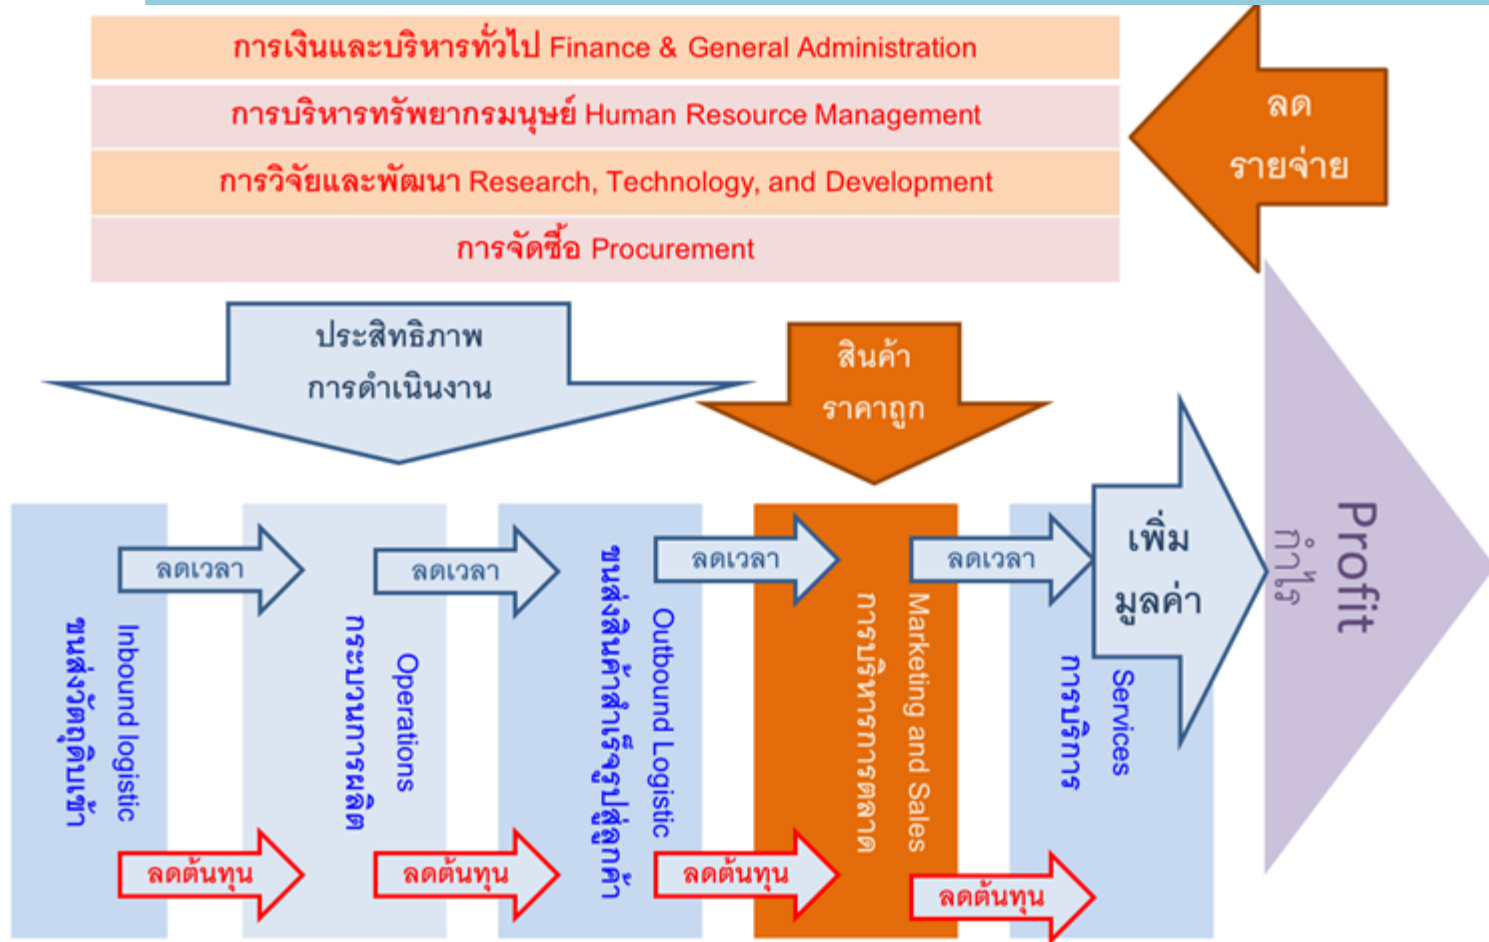 การเงินและบริหารทั่วไป Finance & General Administration
การบริหารทรัพยากรมนุษย์ Human Resource Management
การวิจัยและพัฒนา Research, Technology, and Development
การจัดซื้อ Procurement
ลด
รายจ่าย
ประสิทธิภาพ
การดำเนินงาน
สินค้า
ราคาถูก
Inbound logistic
ขนส่งวัตถุดิบเข้า
ลดเวลา
ลดต้นทุน
Operations
กระบวนการผลิต
ลดเวลา
ลดต้นทุน
Outbound Logistic
ขนส่งสินค้าสำเร็จรูปสู่ลูกค้า
ลดเวลา
ลดต้นทุน
Marketing and Sales
การบริหารการตลาด
ลดเวลา
ลดต้นทุน
Services
การบริการ
เพิ่ม
มูลค่า
Profit
กำไร